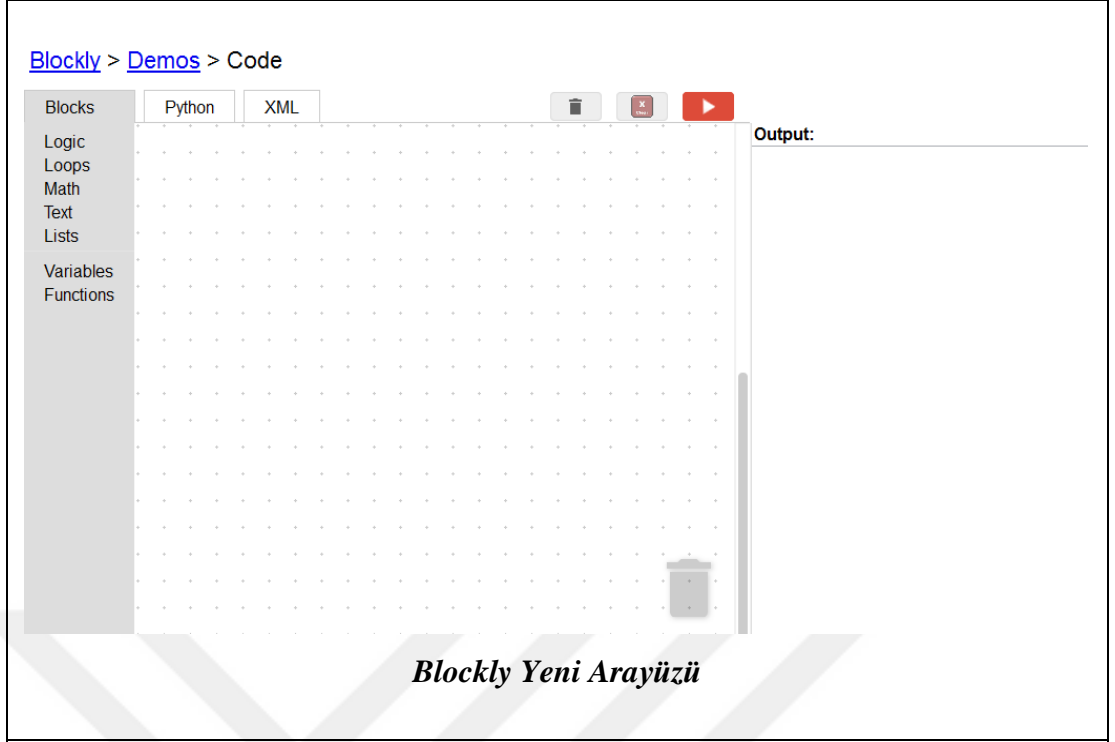 Blockly > Demos > Code
Blocks Python XML
Output:
Logic
Loops
Math
Text
Lists
Variables
Functions
Blockly Yeni Arayüzü